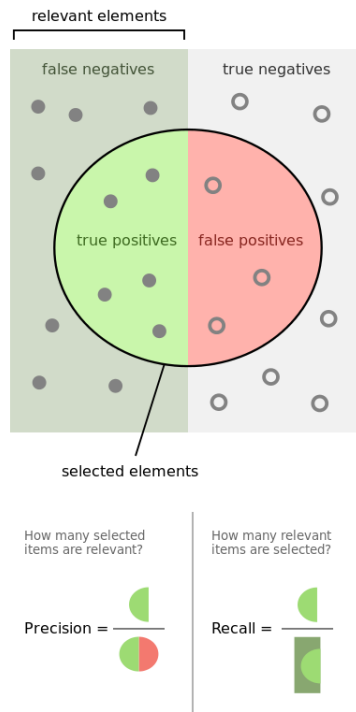 relevant elements
false negatives
true negatives
true positives
false positives
selected elements
How many selected
items are relevant?
How many relevant
items are selected?
Precision =
Recall =